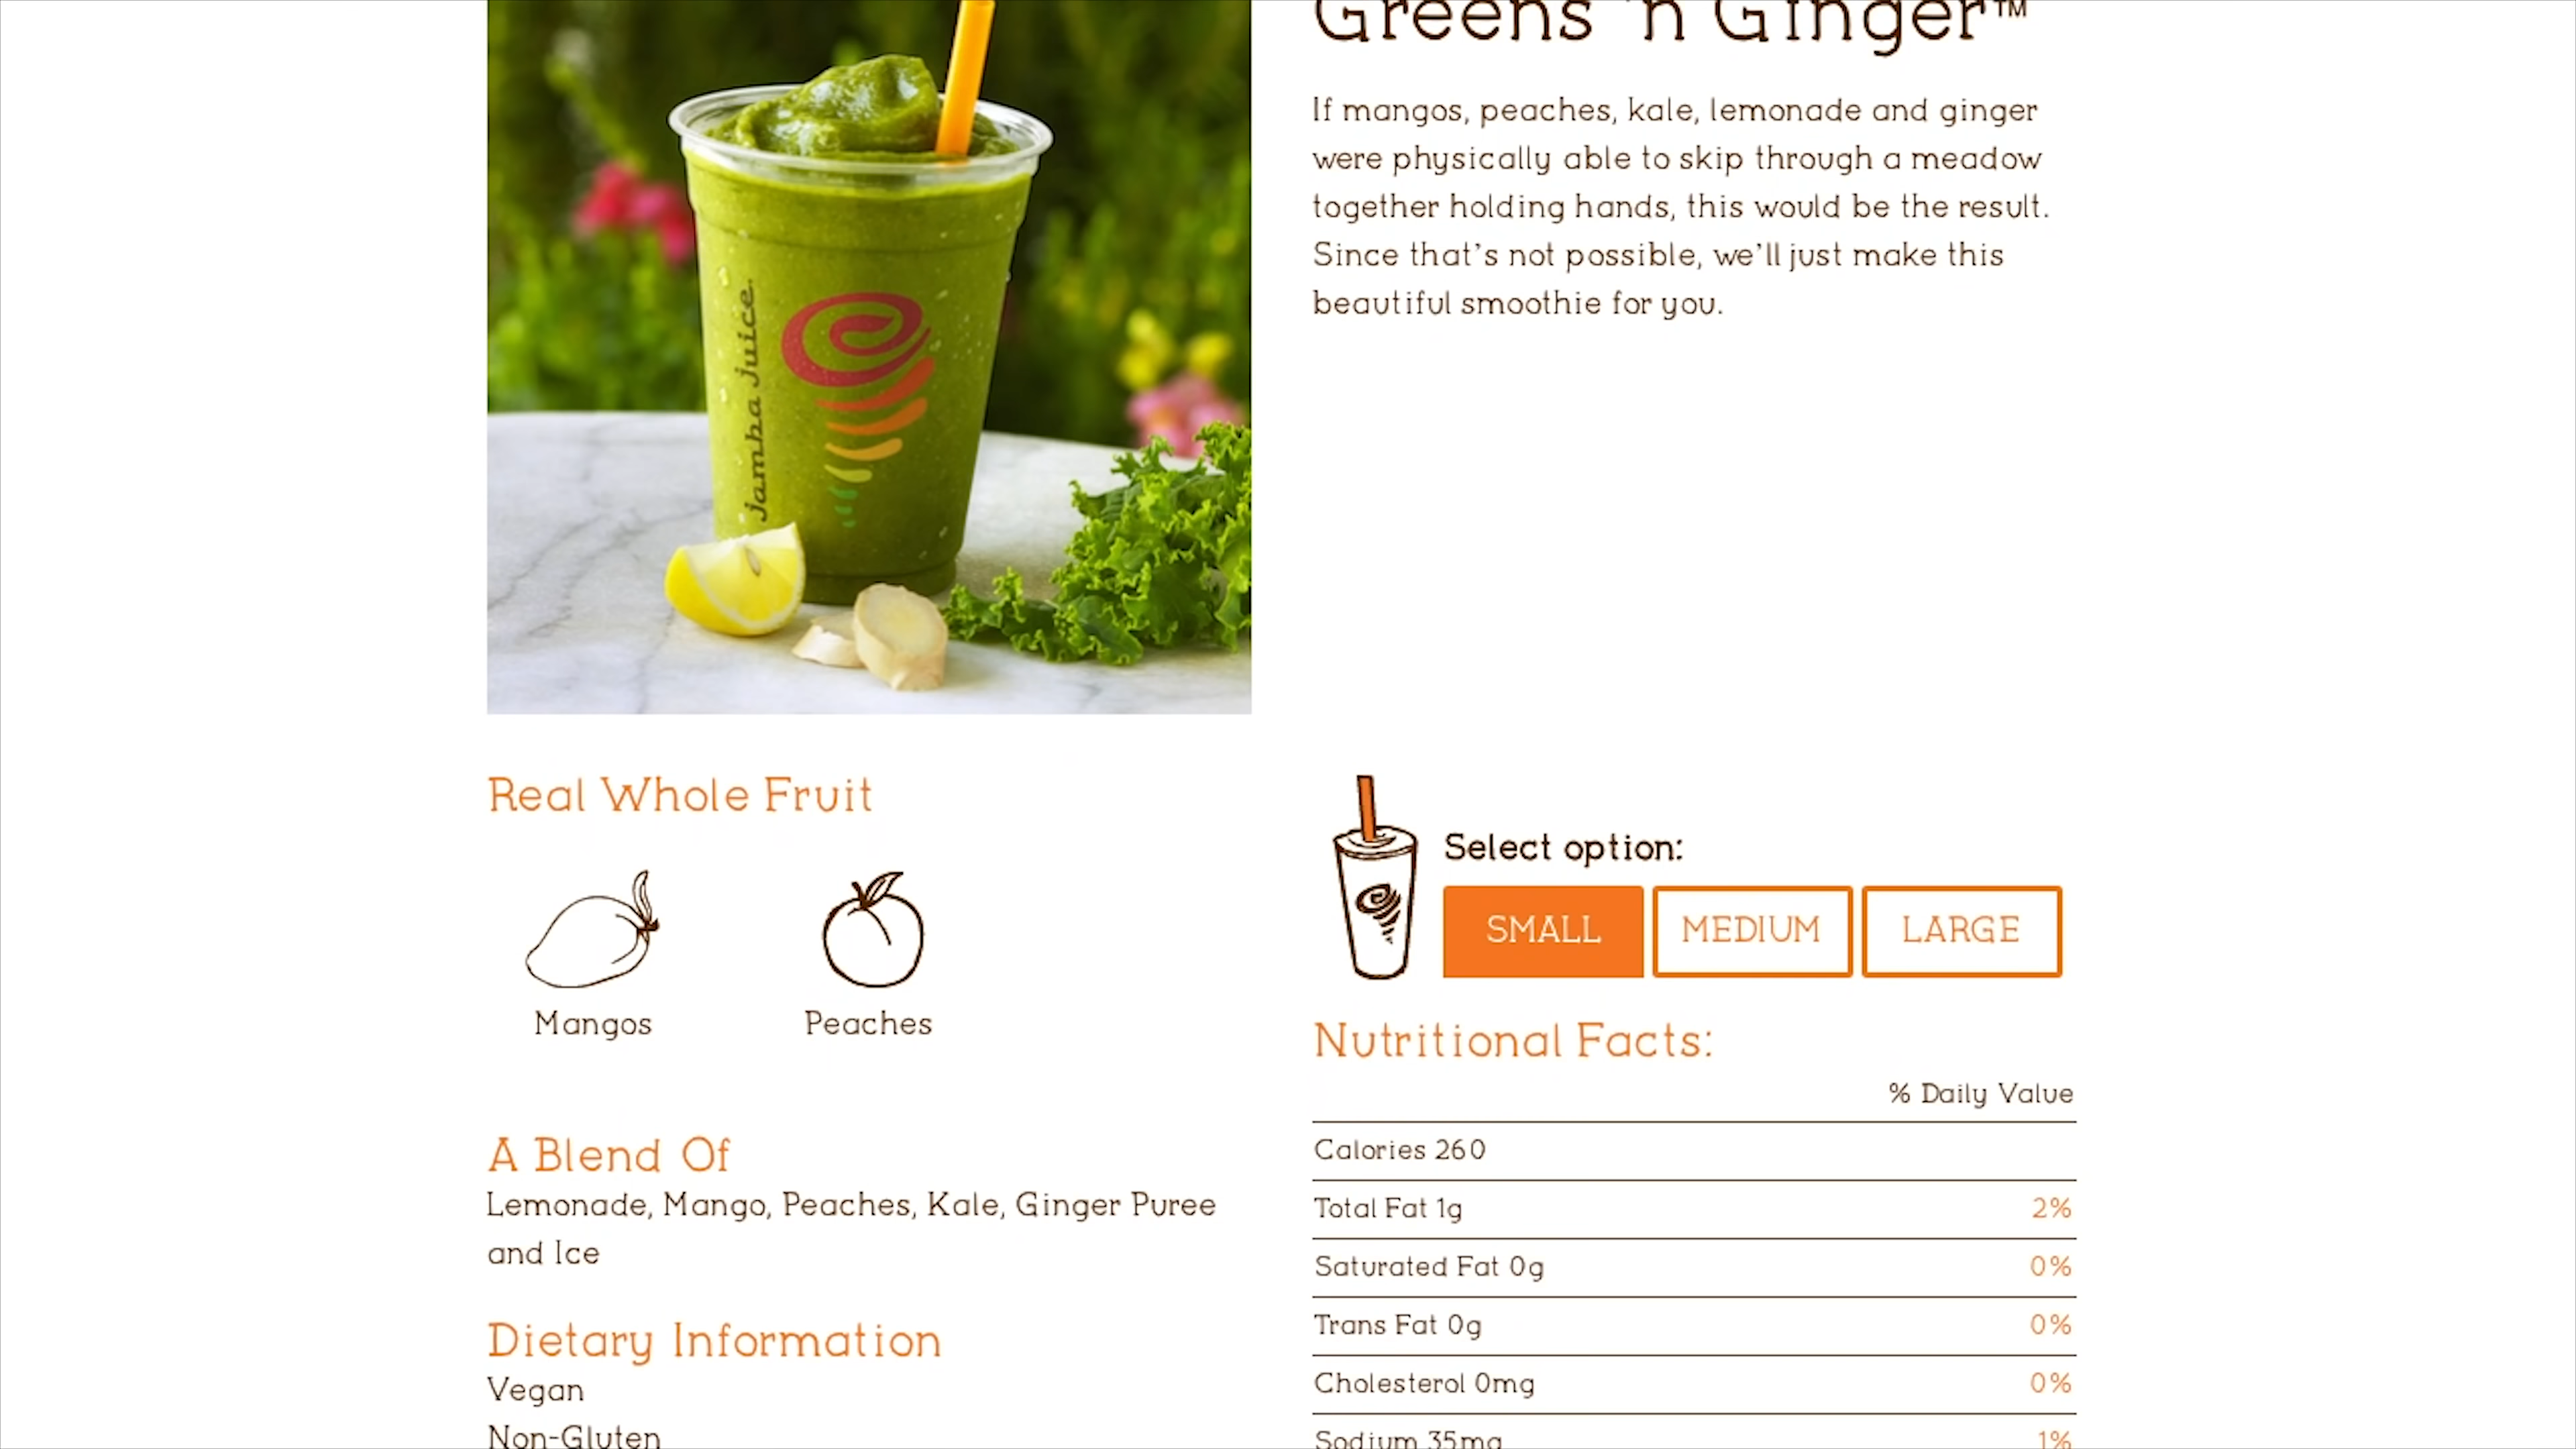 Greens 'n Ginger™
If mangos, peaches, kale, lemonade and ginger
were physically able to skip through a meadow
together holding hands, this would be the result.
Since that's not possible, we'll just make this
beautiful smoothie for you.
jamba juice.
Real Whole Fruit
Mangos
Peaches
A Blend Of
Lemonade, Mango, Peaches, Kale, Ginger Puree
and Ice
Dietary Information
Vegan
Non-Gluten
Select option:
SMALL
MEDIUM
LARGE
Nutritional Facts:
% Daily Value
Calories 260
Total Fat 1g 2%
Saturated Fat 0g 0%
Trans Fat 0g 0%
Cholesterol 0mg 0%
Sodium 35mg 1%